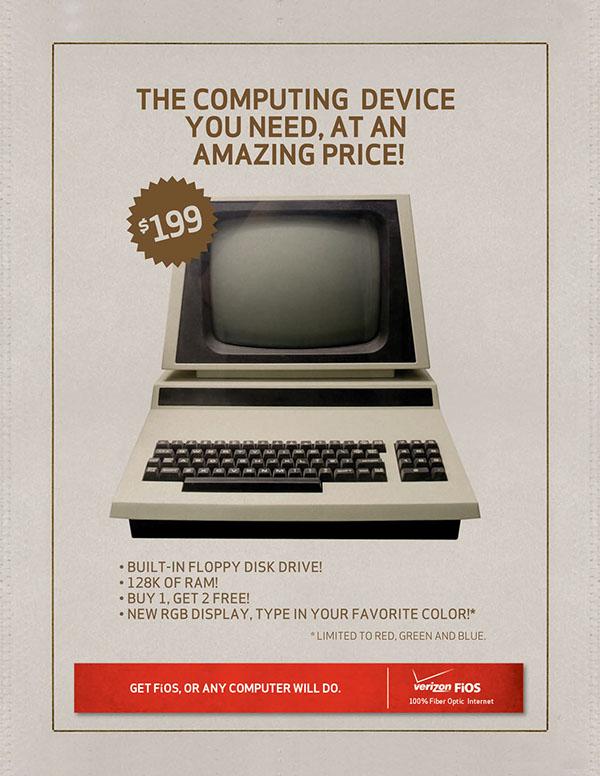 THE COMPUTING DEVICE
YOU NEED, AT AN
AMAZING PRICE!
$199
• BUILT-IN FLOPPY DISK DRIVE!
• 128K OF RAM!
• BUY 1, GET 2 FREE!
• NEW RGB DISPLAY, TYPE IN YOUR FAVORITE COLOR!*
* LIMITED TO RED, GREEN AND BLUE.
GET FiOS, OR ANY COMPUTER WILL DO.
verizon FiOS
100% Fiber Optic Internet